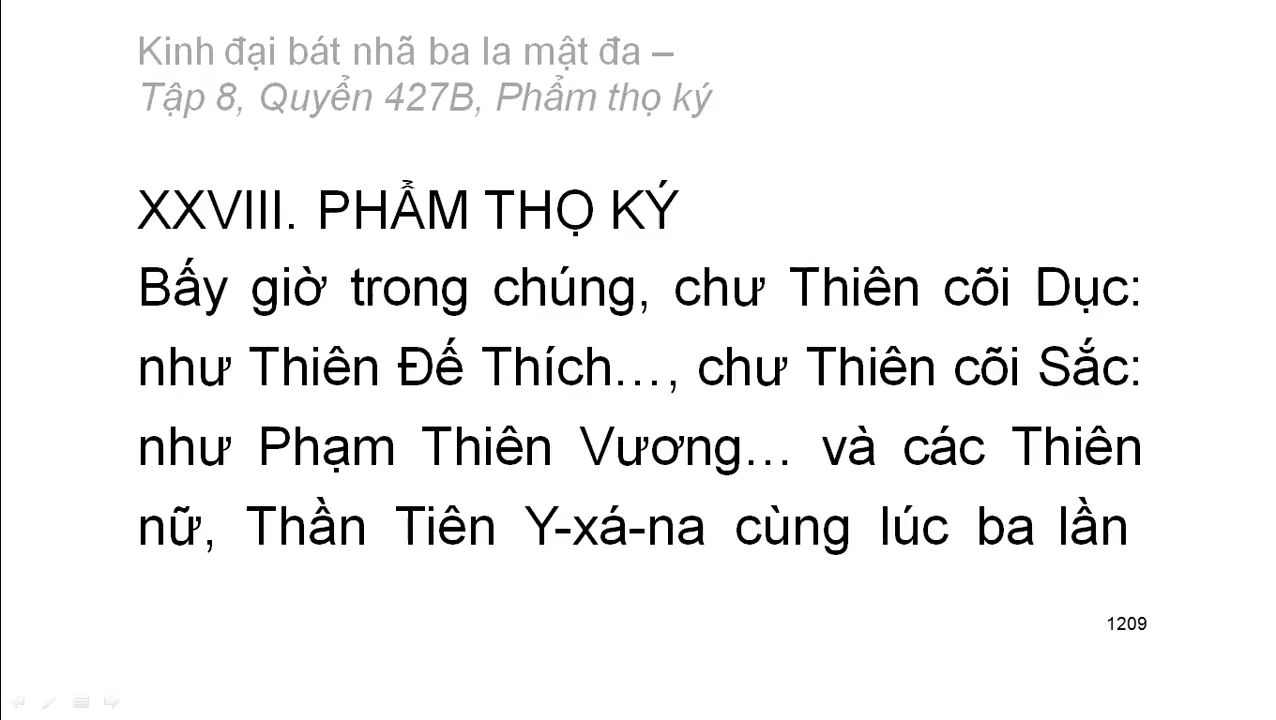 Kinh đại bát nhã ba la mật đa –
Tập 8, Quyển 427B, Phẩm thọ ký
XXVIII. PHẨM THỌ KÝ
Bấy giờ trong chúng, chư Thiên cõi Dục:
như Thiên Đế Thích..., chư Thiên cõi Sắc:
như Phạm Thiên Vương... và các Thiên
nữ, Thần Tiên Y-xá-na cùng lúc ba lần
1209